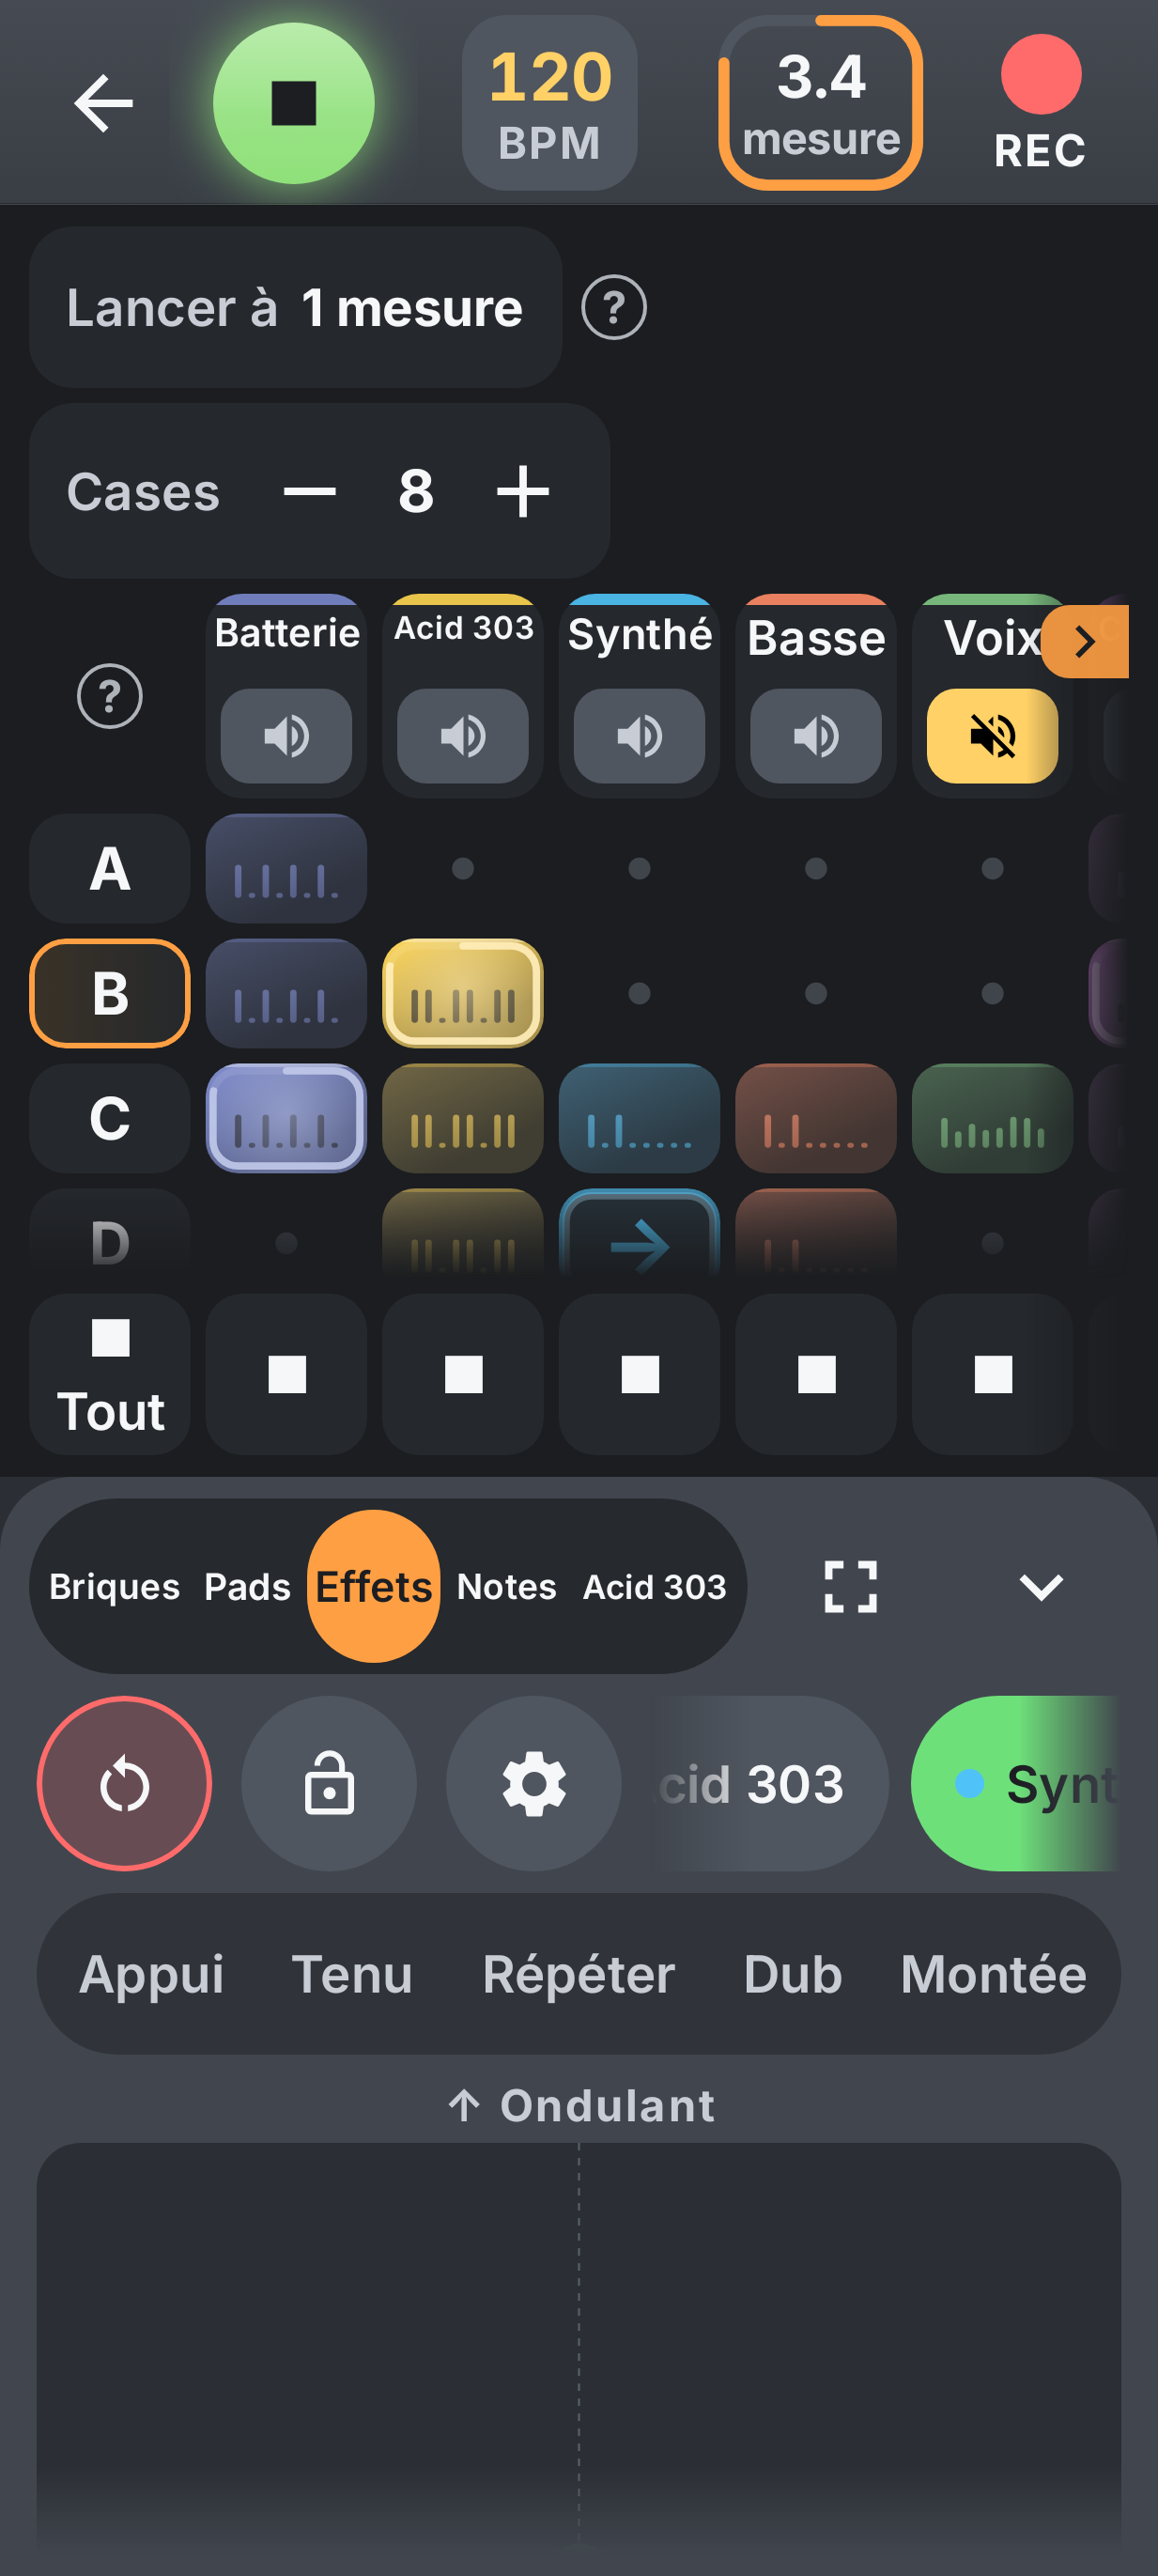 120
BPM
3.4
mesure
REC
Lancer à 1 mesure
?
Cases 8
?
Batterie Acid 303 Synthé Basse Voix
A
B
C
D
Tout
Briques Pads Effets Notes Acid 303
cid 303 Synt
Appui Tenu Répéter Dub Montée
↑ Ondulant